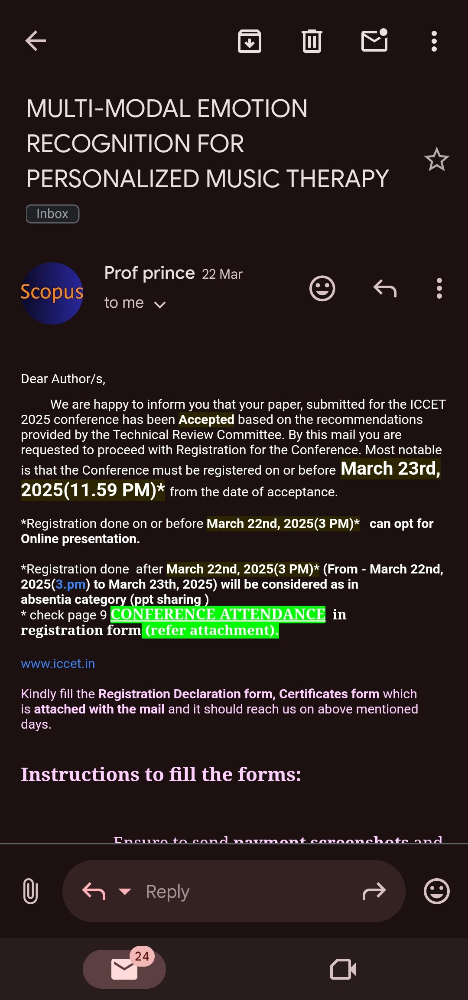 MULTI-MODAL EMOTION
RECOGNITION FOR
PERSONALIZED MUSIC THERAPY
Inbox
Scopus
Prof prince 22 Mar
to me
Dear Author/s,
We are happy to inform you that your paper, submitted for the ICCET
2025 conference has been Accepted based on the recommendations
provided by the Technical Review Committee. By this mail you are
requested to proceed with Registration for the Conference. Most notable
is that the Conference must be registered on or before March 23rd,
2025(11.59 PM)* from the date of acceptance.
*Registration done on or before March 22nd, 2025(3 PM)* can opt for
Online presentation.
*Registration done after March 22nd, 2025(3 PM)* (From - March 22nd,
2025(3.pm) to March 23th, 2025) will be considered as in
absentia category (ppt sharing )
* check page 9 CONFERENCE ATTENDANCE in
registration form (refer attachment).
www.iccet.in
Kindly fill the Registration Declaration form, Certificates form which
is attached with the mail and it should reach us on above mentioned
days.
Instructions to fill the forms:
Ensure to send payment screenshots and
Reply
24